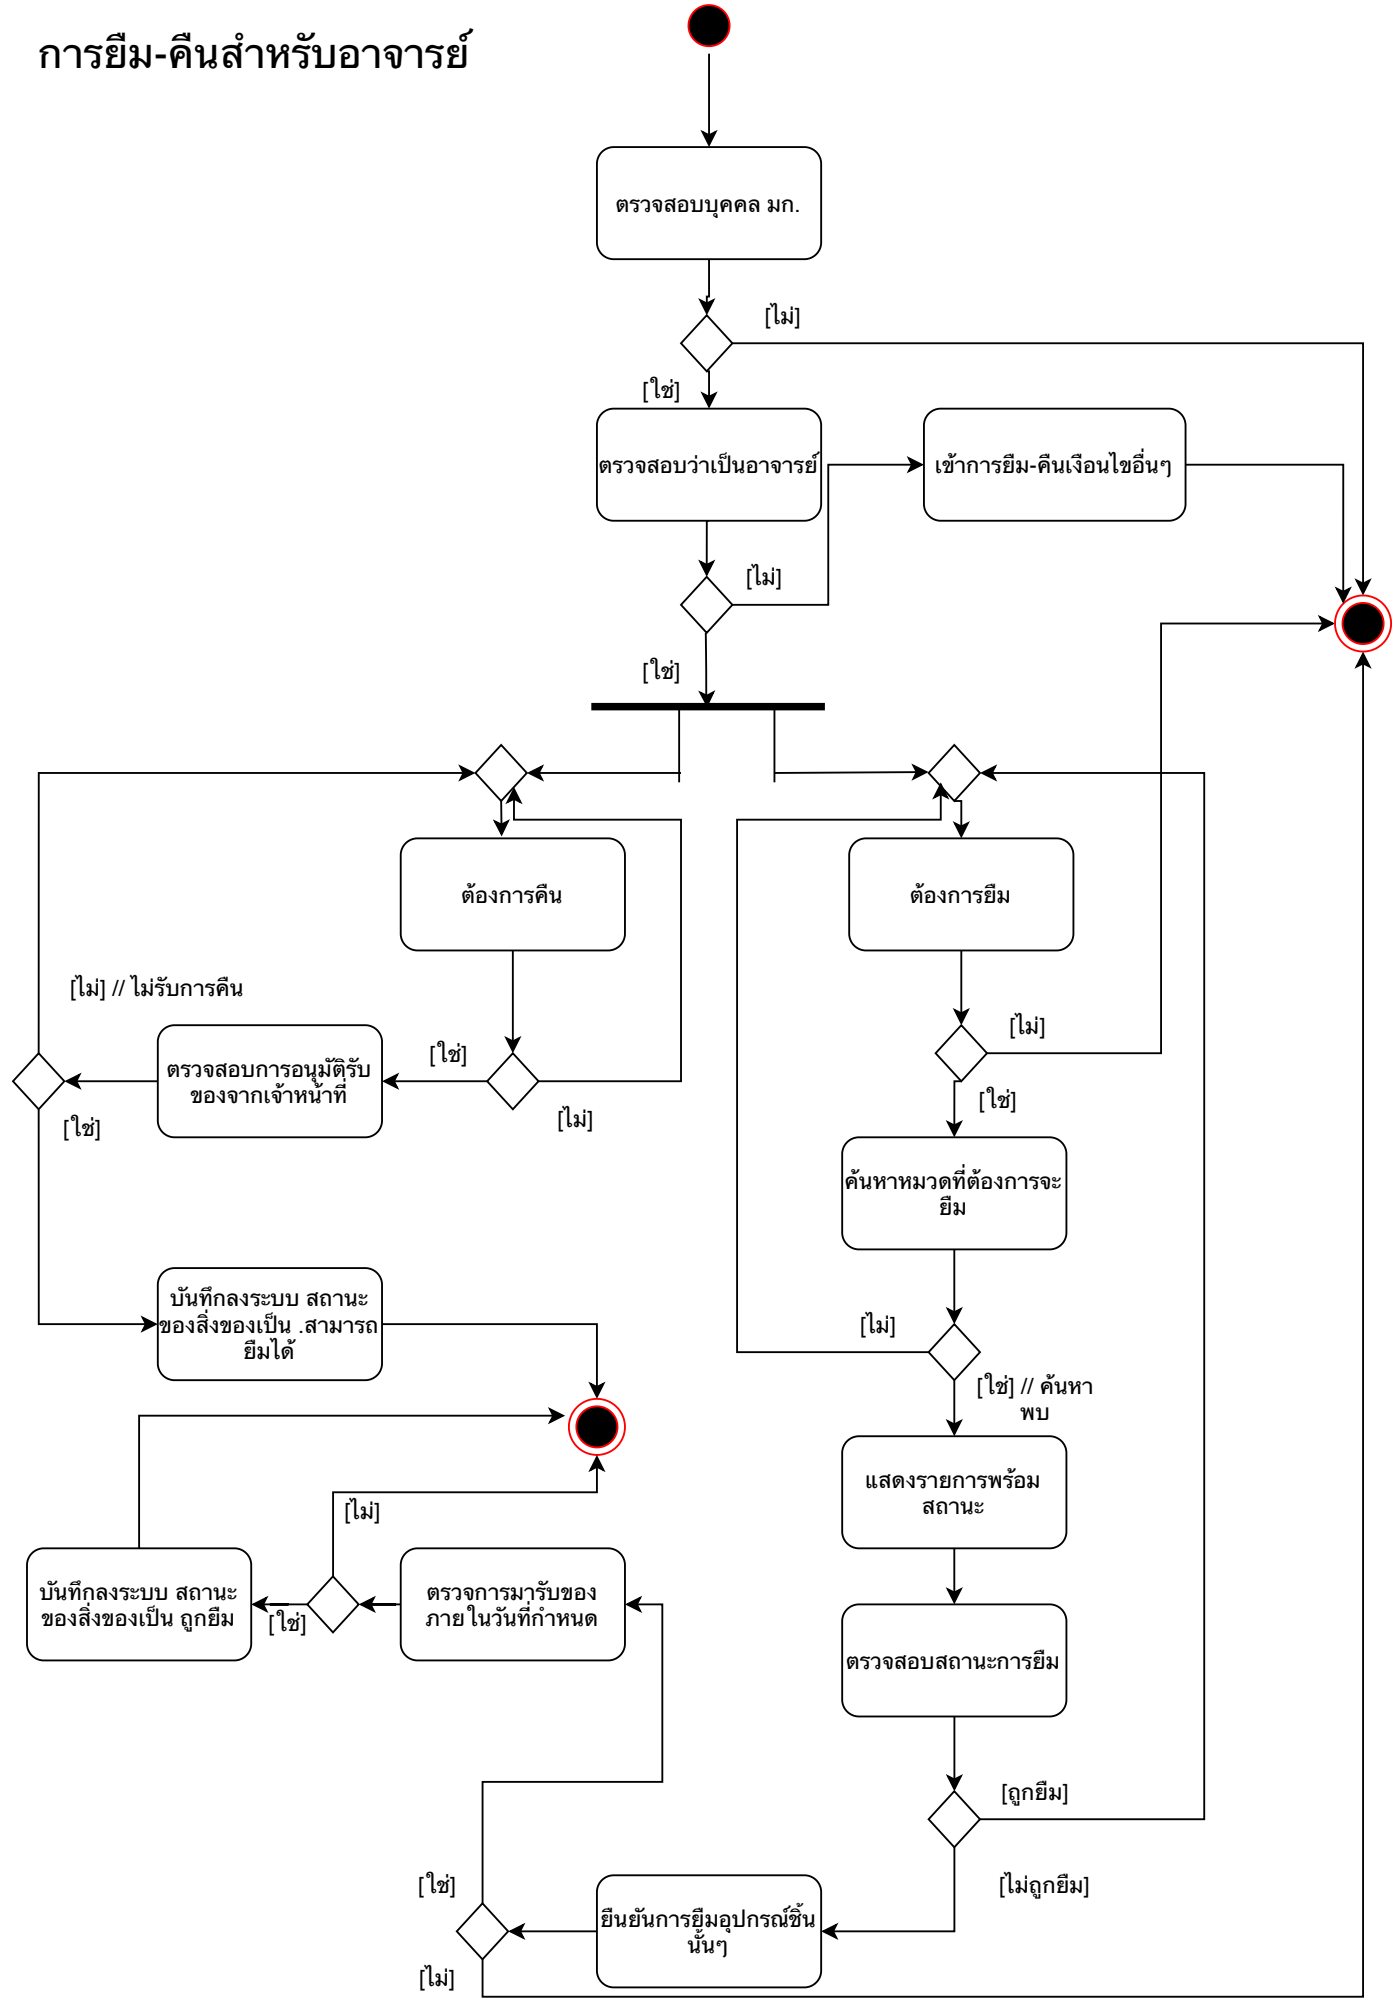 การยืม-คืนสำหรับอาจารย์
ตรวจสอบบุคคล มก.
[ไม่]
[ใช่]
ตรวจสอบว่าเป็นอาจารย์
เข้าการยืม-คืนเงือนไขอื่นๆ
[ไม่]
[ใช่]
ต้องการคืน
ต้องการยืม
[ไม่] // ไม่รับการคืน
[ไม่]
[ใช่]
ตรวจสอบการอนุมัติรับ
ของจากเจ้าหน้าที่
[ใช่]
[ไม่]
[ใช่]
ค้นหาหมวดที่ต้องการจะ
ยืม
บันทึกลงระบบ สถานะ
ของสิ่งของเป็น .สามารถ
ยืมได้
[ไม่]
[ใช่] // ค้นหา
พบ
แสดงรายการพร้อม
สถานะ
[ไม่]
บันทึกลงระบบ สถานะ
ของสิ่งของเป็น ถูกยืม
[ใช่]
ตรวจการมารับของ
ภายในวันที่กำหนด
ตรวจสอบสถานะการยืม
[ถูกยืม]
[ไม่ถูกยืม]
[ใช่]
ยืนยันการยืมอุปกรณ์ชิ้น
นั้นๆ
[ไม่]